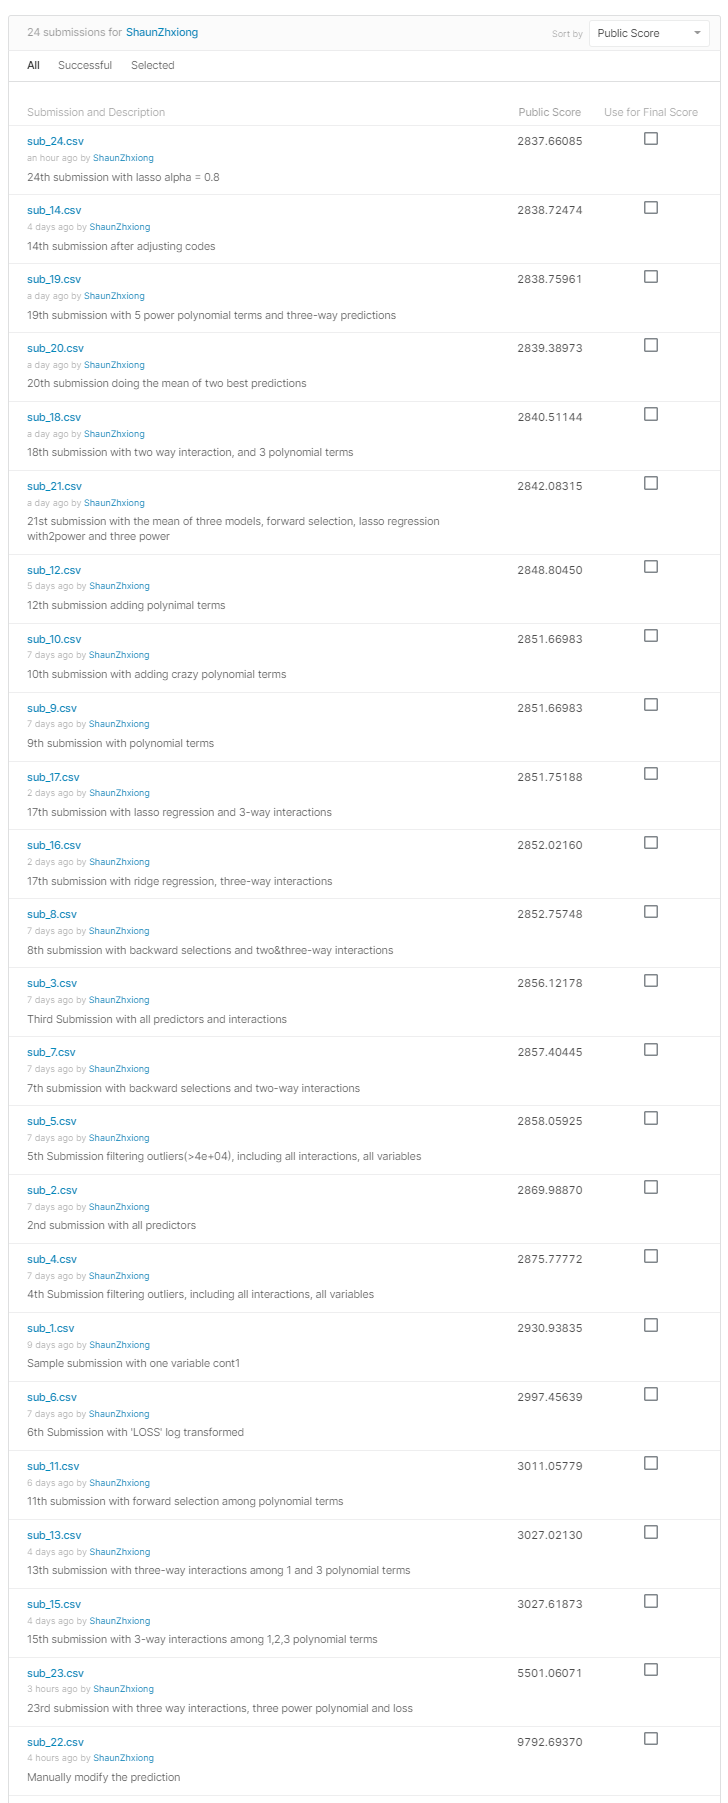 24 submissions for ShaunZhxiong
Sort by Public Score
All Successful Selected
Submission and Description Public Score Use for Final Score
sub_24.csv 2837.66085
an hour ago by ShaunZhxiong
24th submission with lasso alpha = 0.8
sub_14.csv 2838.72474
4 days ago by ShaunZhxiong
14th submission after adjusting codes
sub_19.csv 2838.75961
a day ago by ShaunZhxiong
19th submission with 5 power polynomial terms and three-way predictions
sub_20.csv 2839.38973
a day ago by ShaunZhxiong
20th submission doing the mean of two best predictions
sub_18.csv 2840.51144
a day ago by ShaunZhxiong
18th submission with two way interaction, and 3 polynomial terms
sub_21.csv 2842.08315
a day ago by ShaunZhxiong
21st submission with the mean of three models, forward selection, lasso regression
with2power and three power
sub_12.csv 2848.80450
5 days ago by ShaunZhxiong
12th submission adding polynimal terms
sub_10.csv 2851.66983
7 days ago by ShaunZhxiong
10th submission with adding crazy polynomial terms
sub_9.csv 2851.66983
7 days ago by ShaunZhxiong
9th submission with polynomial terms
sub_17.csv 2851.75188
2 days ago by ShaunZhxiong
17th submission with lasso regression and 3-way interactions
sub_16.csv 2852.02160
2 days ago by ShaunZhxiong
17th submission with ridge regression, three-way interactions
sub_8.csv 2852.75748
7 days ago by ShaunZhxiong
8th submission with backward selections and two&three-way interactions
sub_3.csv 2856.12178
7 days ago by ShaunZhxiong
Third Submission with all predictors and interactions
sub_7.csv 2857.40445
7 days ago by ShaunZhxiong
7th submission with backward selections and two-way interactions
sub_5.csv 2858.05925
7 days ago by ShaunZhxiong
5th Submission filtering outliers(>4e+04), including all interactions, all variables
sub_2.csv 2869.98870
7 days ago by ShaunZhxiong
2nd submission with all predictors
sub_4.csv 2875.77772
7 days ago by ShaunZhxiong
4th Submission filtering outliers, including all interactions, all variables
sub_1.csv 2930.93835
9 days ago by ShaunZhxiong
Sample submission with one variable cont1
sub_6.csv 2997.45639
7 days ago by ShaunZhxiong
6th Submission with 'LOSS' log transformed
sub_11.csv 3011.05779
6 days ago by ShaunZhxiong
11th submission with forward selection among polynomial terms
sub_13.csv 3027.02130
4 days ago by ShaunZhxiong
13th submission with three-way interactions among 1 and 3 polynomial terms
sub_15.csv 3027.61873
4 days ago by ShaunZhxiong
15th submission with 3-way interactions among 1,2,3 polynomial terms
sub_23.csv 5501.06071
3 hours ago by ShaunZhxiong
23rd submission with three way interactions, three power polynomial and loss
sub_22.csv 9792.69370
4 hours ago by ShaunZhxiong
Manually modify the prediction